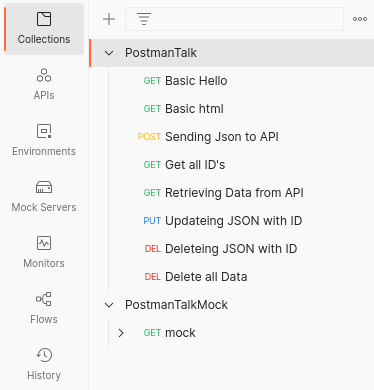 Collections
APIs
Environments
Mock Servers
Monitors
Flows
History
PostmanTalk
GET Basic Hello
GET Basic html
POST Sending Json to API
GET Get all ID's
GET Retrieving Data from API
PUT Updateing JSON with ID
DEL Deleteing JSON with ID
DEL Delete all Data
PostmanTalkMock
GET mock